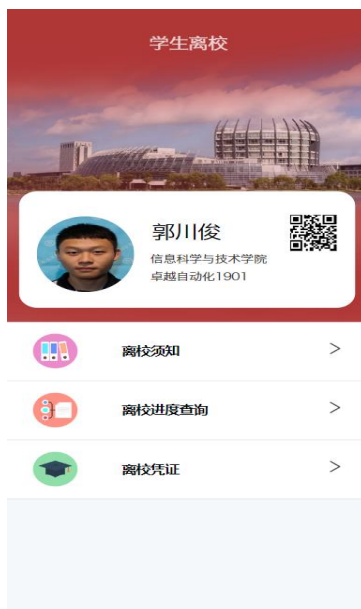 学生离校
郭川俊
信息科学与技术学院
卓越自动化1901
离校须知
离校进度查询
离校凭证